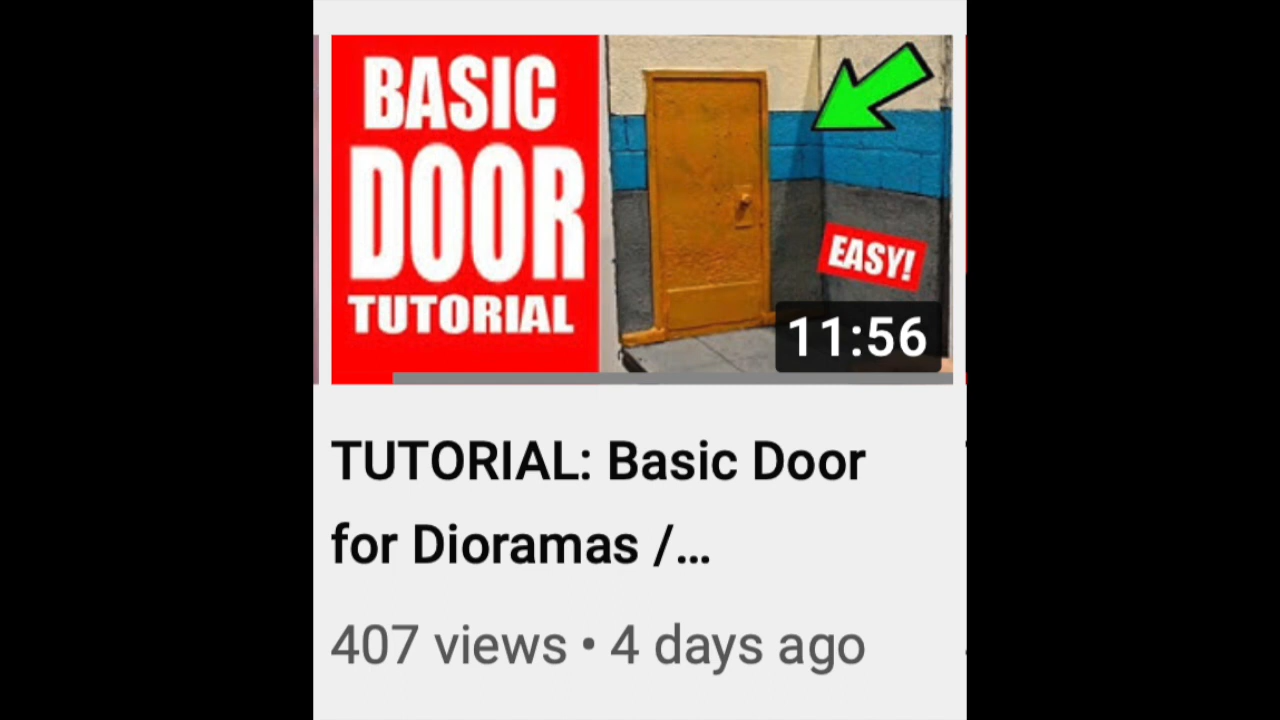 BASIC
DOOR
TUTORIAL
EASY!
11:56
TUTORIAL: Basic Door
for Dioramas /...
407 views • 4 days ago